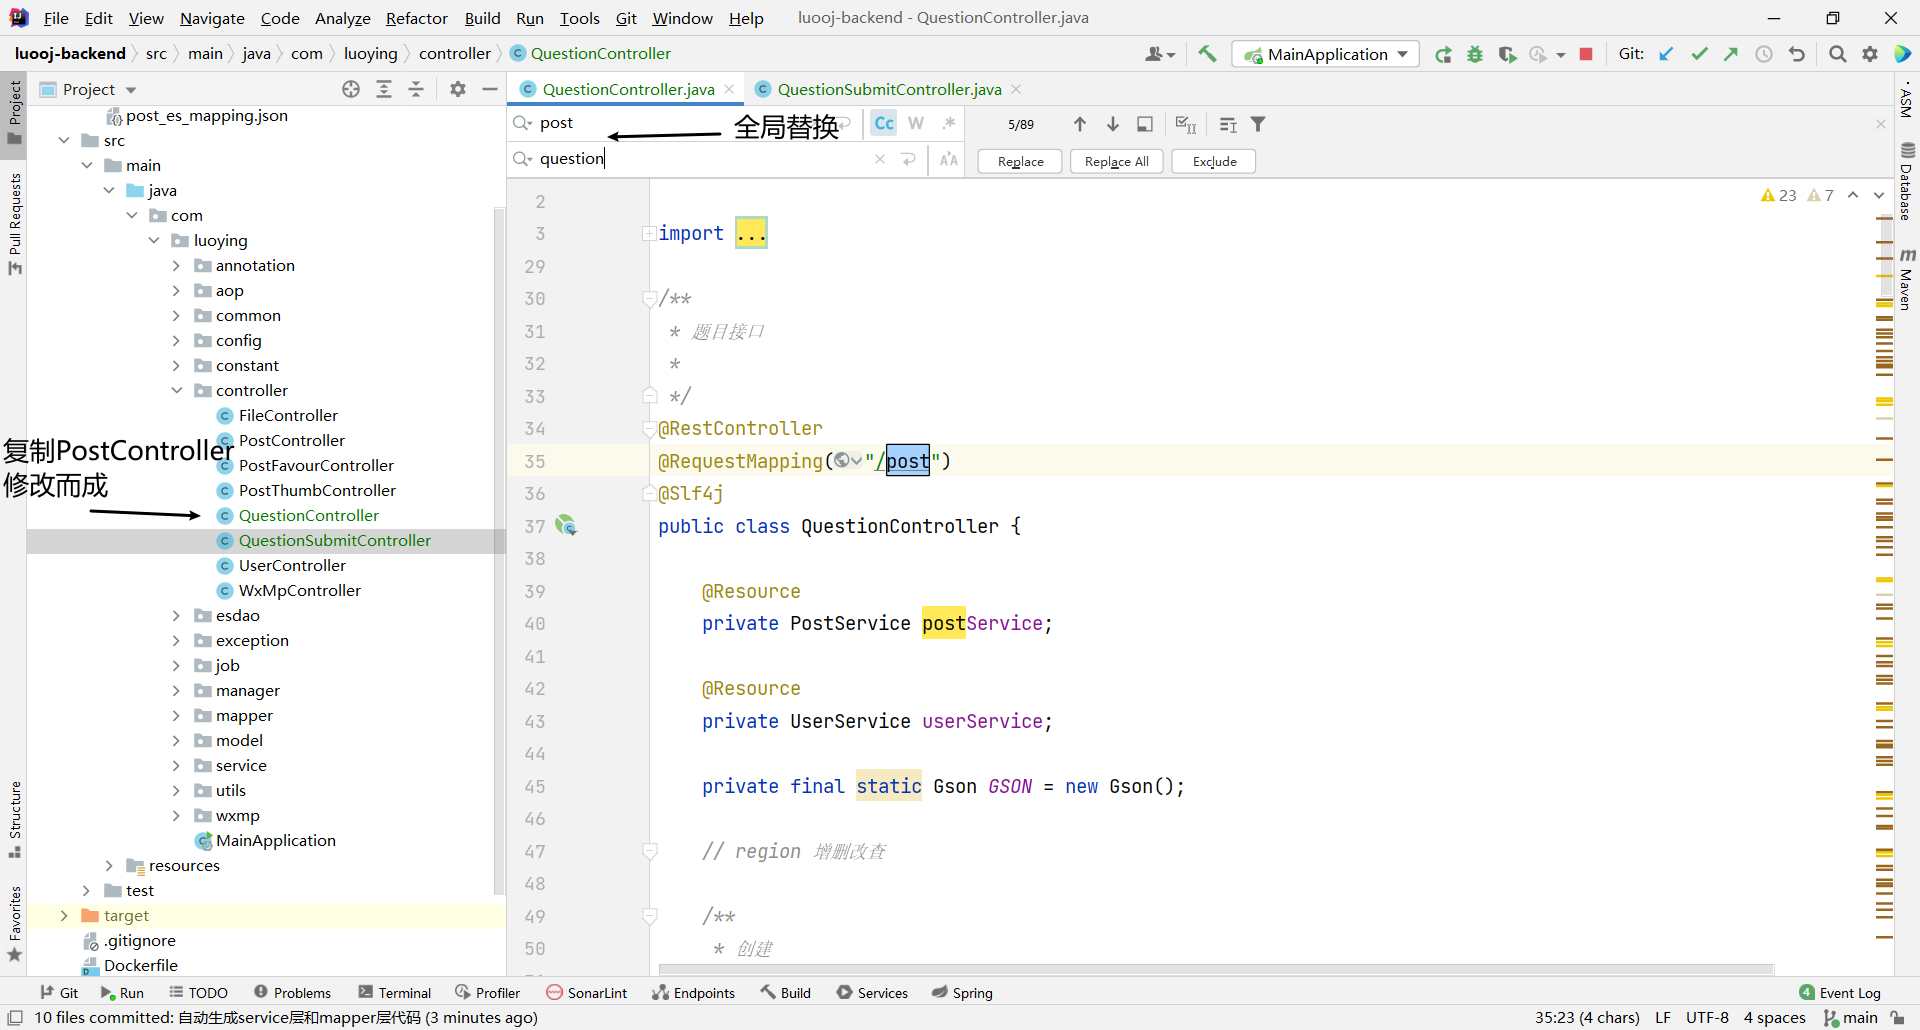 File Edit View Navigate Code Analyze Refactor Build Run Tools Git Window Help luooj-backend - QuestionController.java
luooj-backend src main java com luoying controller QuestionController MainApplication Git:
Project
QuestionController.java QuestionSubmitController.java
post 全局替换 Cc W .* 5/89
question Replace Replace All Exclude
post_es_mapping.json
src
main
java
com
luoying
annotation
aop
common
config
constant
controller
FileController
PostController
PostFavourController
PostThumbController
QuestionController
QuestionSubmitController
UserController
WxMpController
esdao
exception
job
manager
mapper
model
service
utils
wxmp
MainApplication
resources
test
target
.gitignore
Dockerfile
复制PostController
修改而成
Project
Pull Requests
Structure
Favorites
23 7
2
3 import ...
29
30 /**
31 * 题目接口
32 *
33 */
34 @RestController
35 @RequestMapping("/post")
36 @Slf4j
37 public class QuestionController {
38
39 @Resource
40 private PostService postService;
41
42 @Resource
43 private UserService userService;
44
45 private final static Gson GSON = new Gson();
46
47 // region 增删改查
48
49 /**
50 * 创建
ASM
Database
Maven
Git Run TODO Problems Terminal Profiler SonarLint Endpoints Build Services Spring 4 Event Log
10 files committed: 自动生成service层和mapper层代码 (3 minutes ago) 35:23 (4 chars) LF UTF-8 4 spaces main